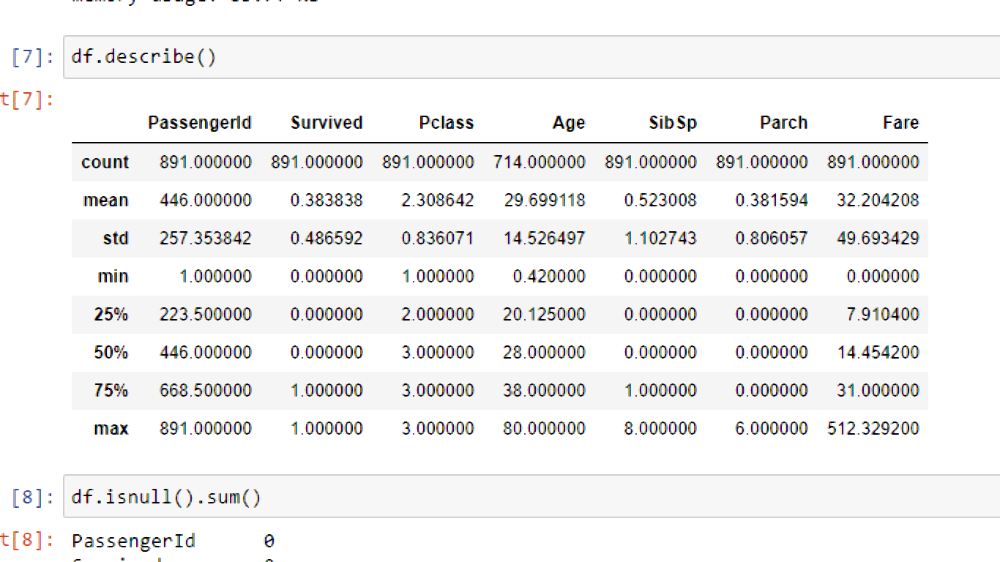 [7]: df.describe()
t[7]:
PassengerId Survived Pclass Age SibSp Parch Fare
count 891.000000 891.000000 891.000000 714.000000 891.000000 891.000000 891.000000
mean 446.000000 0.383838 2.308642 29.699118 0.523008 0.381594 32.204208
std 257.353842 0.486592 0.836071 14.526497 1.102743 0.806057 49.693429
min 1.000000 0.000000 1.000000 0.420000 0.000000 0.000000 0.000000
25% 223.500000 0.000000 2.000000 20.125000 0.000000 0.000000 7.910400
50% 446.000000 0.000000 3.000000 28.000000 0.000000 0.000000 14.454200
75% 668.500000 1.000000 3.000000 38.000000 1.000000 0.000000 31.000000
max 891.000000 1.000000 3.000000 80.000000 8.000000 6.000000 512.329200
[8]: df.isnull().sum()
t[8]: PassengerId 0